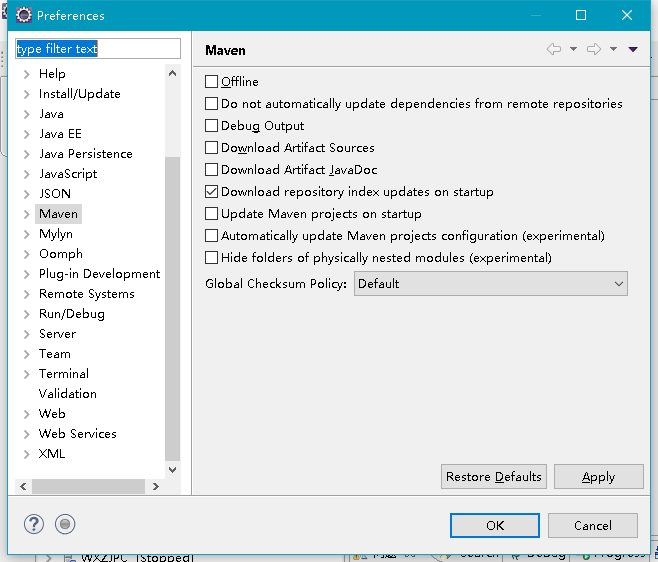 Preferences
type filter text
Help
Install/Update
Java
Java EE
Java Persistence
JavaScript
JSON
Maven
Mylyn
Oomph
Plug-in Development
Remote Systems
Run/Debug
Server
Team
Terminal
Validation
Web
Web Services
XML
Maven
Offline
Do not automatically update dependencies from remote repositories
Debug Output
Download Artifact Sources
Download Artifact JavaDoc
Download repository index updates on startup
Update Maven projects on startup
Automatically update Maven projects configuration (experimental)
Hide folders of physically nested modules (experimental)
Global Checksum Policy: Default
Restore Defaults Apply
OK Cancel
WXZJPC [Stopped]
Search Debug Progress